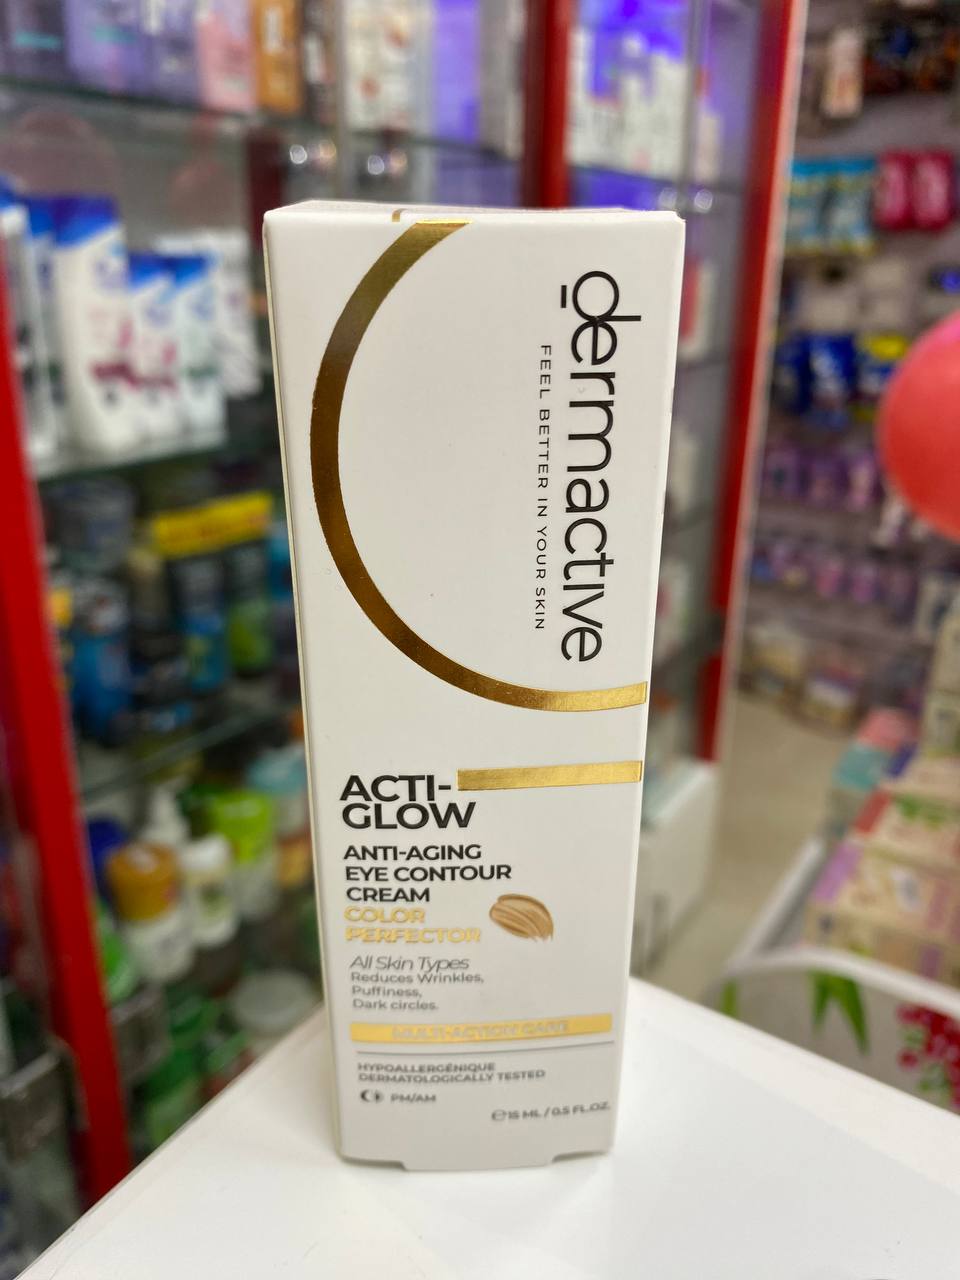 dermactive
FEEL BETTER IN YOUR SKIN
ACTI-
GLOW
ANTI-AGING
EYE CONTOUR
CREAM
COLOR
PERFECTOR
All Skin Types
Reduces Wrinkles,
Puffiness,
Dark circles.
MULTI-ACTION CARE
HYPOALLERGÉNIQUE
DERMATOLOGICALLY TESTED
PM/AM
℮15 ML / 0.5 FL.OZ.